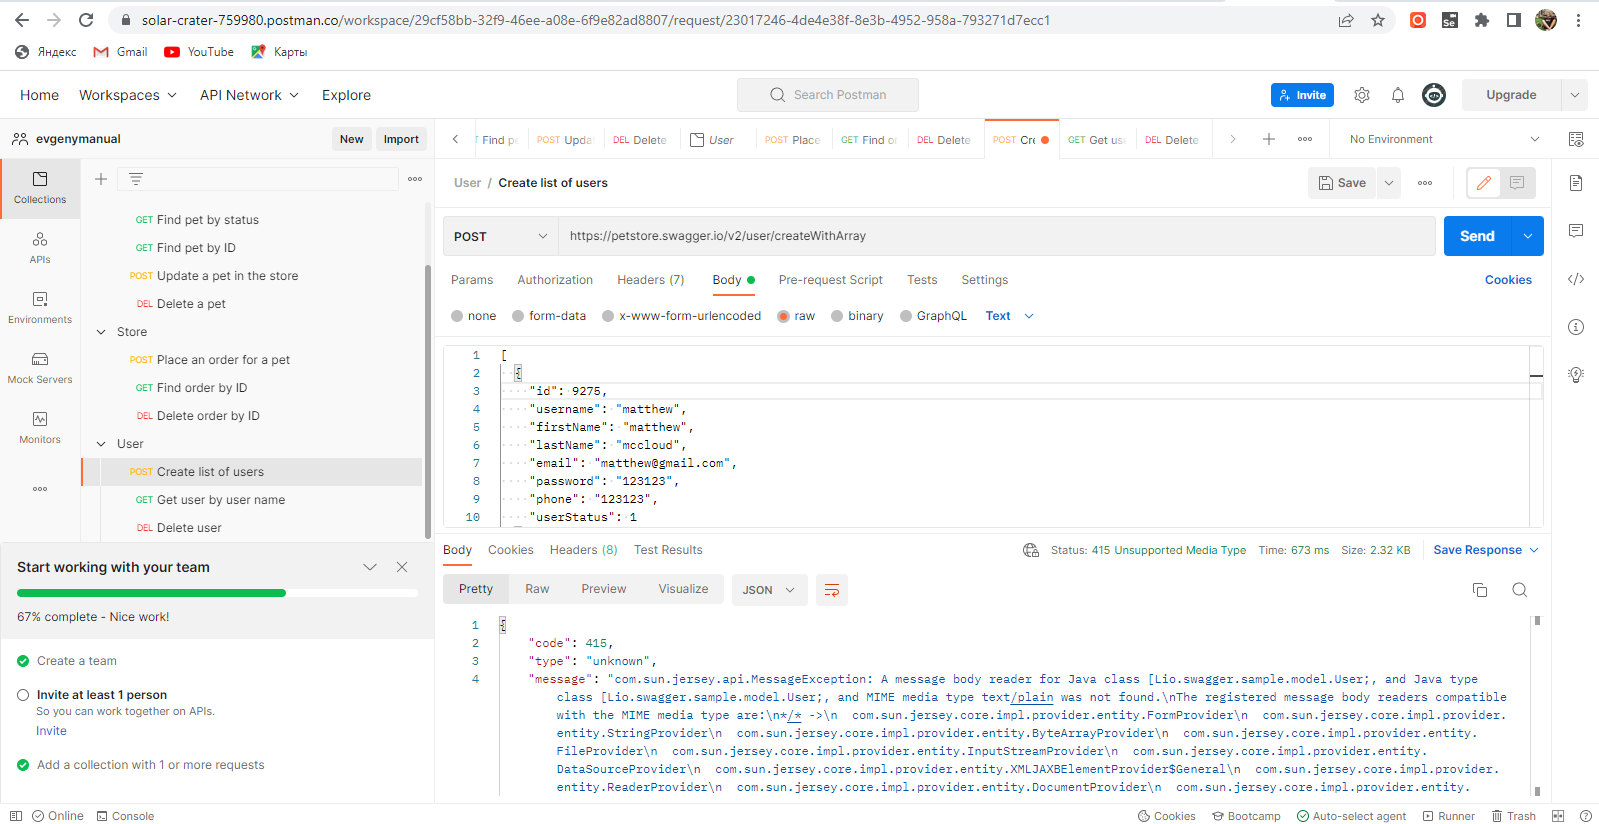 solar-crater-759980.postman.co/workspace/29cf58bb-32f9-46ee-a08e-6f9e82ad8807/request/23017246-4de4e38f-8e3b-4952-958a-793271d7ecc1
Se
Яндекс Gmail YouTube Карты
Home Workspaces API Network Explore Search Postman Invite Upgrade
evgenymanual New Import
Find pe POST Upda DEL Delete User POST Place GET Find or DEL Delete POST Cre GET Get us DEL Delete No Environment
Collections
APIs
Environments
Mock Servers
Monitors
GET Find pet by status
GET Find pet by ID
POST Update a pet in the store
DEL Delete a pet
Store
POST Place an order for a pet
GET Find order by ID
DEL Delete order by ID
User
POST Create list of users
GET Get user by user name
DEL Delete user
Start working with your team
67% complete - Nice work!
Create a team
Invite at least 1 person
So you can work together on APIs.
Invite
Add a collection with 1 or more requests
User / Create list of users Save
POST https://petstore.swagger.io/v2/user/createWithArray Send
Params Authorization Headers (7) Body Pre-request Script Tests Settings Cookies
none form-data x-www-form-urlencoded raw binary GraphQL Text
1 [
2 {
3 "id": 9275,
4 "username": "matthew",
5 "firstName": "matthew",
6 "lastName": "mccloud",
7 "email": "matthew@gmail.com",
8 "password": "123123",
9 "phone": "123123",
10 "userStatus": 1
Body Cookies Headers (8) Test Results Status: 415 Unsupported Media Type Time: 673 ms Size: 2.32 KB Save Response
Pretty Raw Preview Visualize JSON
1 {
2 "code": 415,
3 "type": "unknown",
4 "message": "com.sun.jersey.api.MessageException: A message body reader for Java class [Lio.swagger.sample.model.User;, and Java type
class [Lio.swagger.sample.model.User;, and MIME media type text/plain was not found.\nThe registered message body readers compatible
with the MIME media type are:\n*/* ->\n com.sun.jersey.core.impl.provider.entity.FormProvider\n com.sun.jersey.core.impl.provider.
entity.StringProvider\n com.sun.jersey.core.impl.provider.entity.ByteArrayProvider\n com.sun.jersey.core.impl.provider.entity.
FileProvider\n com.sun.jersey.core.impl.provider.entity.InputStreamProvider\n com.sun.jersey.core.impl.provider.entity.
DataSourceProvider\n com.sun.jersey.core.impl.provider.entity.XMLJAXBElementProvider$General\n com.sun.jersey.core.impl.provider.
entity.ReaderProvider\n com.sun.jersey.core.impl.provider.entity.DocumentProvider\n com.sun.jersey.core.impl.provider.entity.
Online Console Cookies Bootcamp Auto-select agent Runner Trash